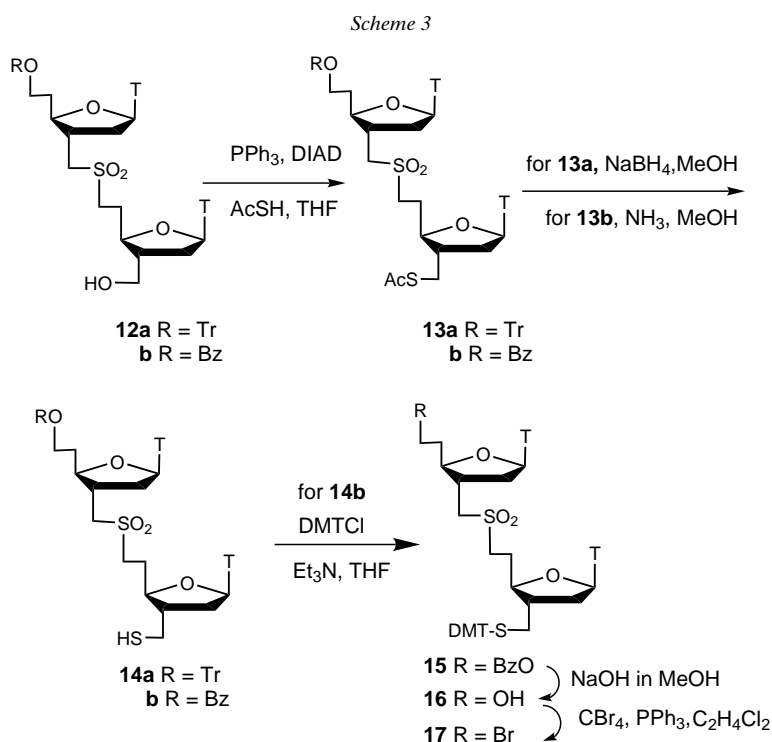 Scheme 3
RO
T
O
SO2
T
O
HO
12a R = Tr
b R = Bz
PPh3, DIAD
AcSH, THF
RO
T
O
SO2
T
O
AcS
13a R = Tr
b R = Bz
for 13a, NaBH4,MeOH
for 13b, NH3, MeOH
RO
T
O
SO2
T
O
HS
14a R = Tr
b R = Bz
for 14b
DMTCl
Et3N, THF
R
T
O
SO2
T
O
DMT-S
15 R = BzO
NaOH in MeOH
16 R = OH
CBr4, PPh3,C2H4Cl2
17 R = Br